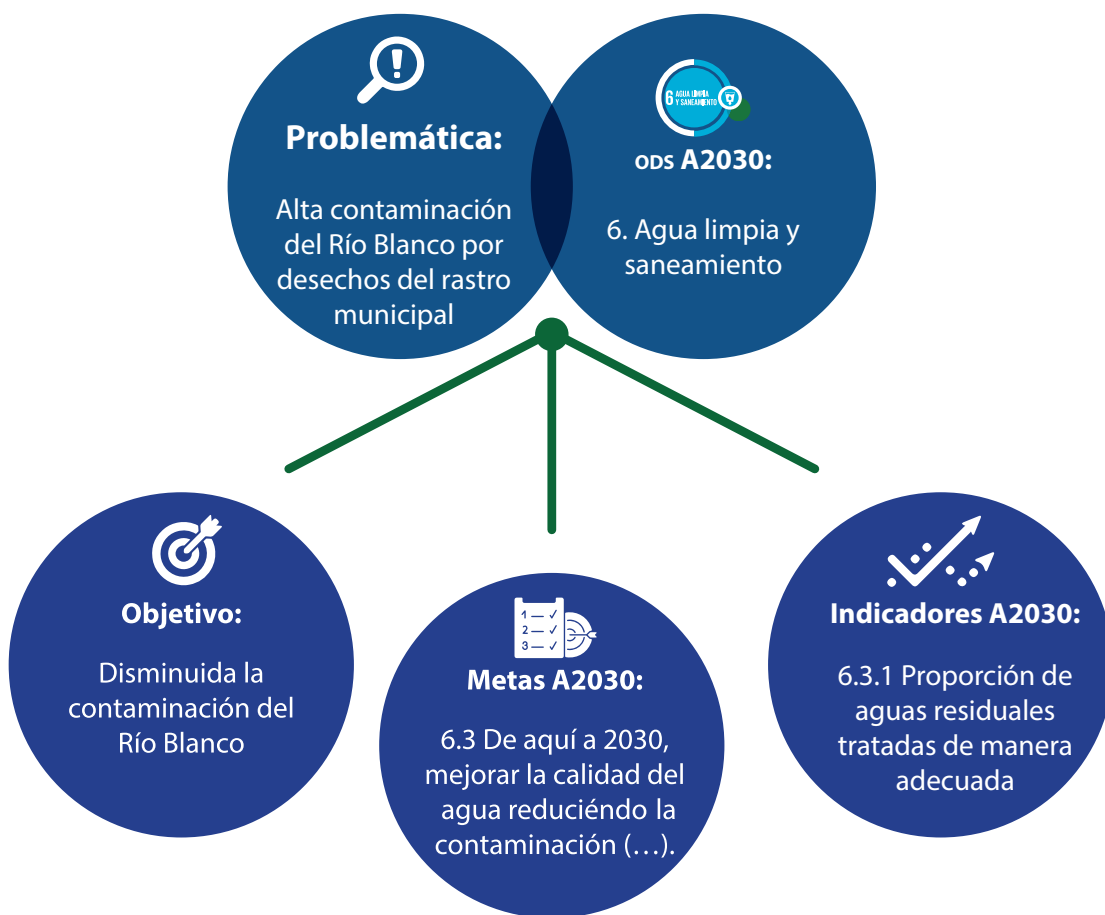 Problemática:
Alta contaminación
del Río Blanco por
desechos del rastro
municipal
6 AGUA LIMPIA
Y SANEAMIENTO
ODS A2030:
6. Agua limpia y
saneamiento
Objetivo:
Disminuida la
contaminación del
Río Blanco
1
2
3
Metas A2030:
6.3 De aquí a 2030,
mejorar la calidad del
agua reduciéndo la
contaminación (…).
Indicadores A2030:
6.3.1 Proporción de
aguas residuales
tratadas de manera
adecuada